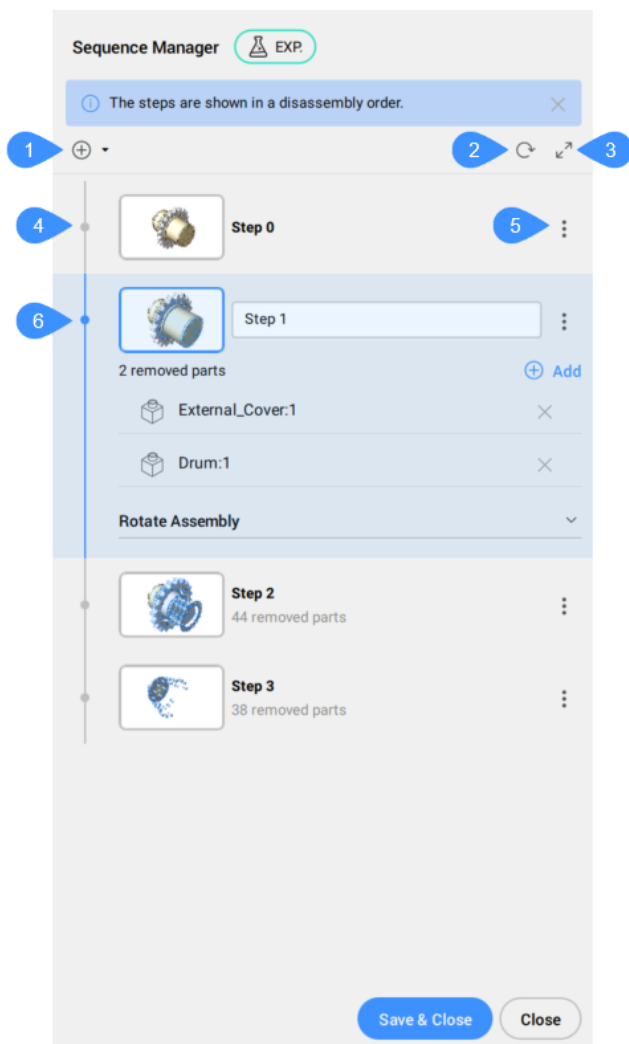 Sequence Manager EXP.
The steps are shown in a disassembly order.
1
2
3
4
Step 0
5
6
Step 1
2 removed parts
Add
External_Cover:1
Drum:1
Rotate Assembly
Step 2
44 removed parts
Step 3
38 removed parts
Save & Close
Close